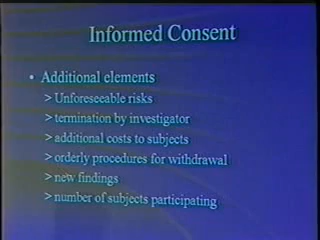 Informed Consent
• Additional elements
> Unforeseeable risks
> termination by investigator
> additional costs to subjects
> orderly procedures for withdrawal
> new findings
> number of subjects participating